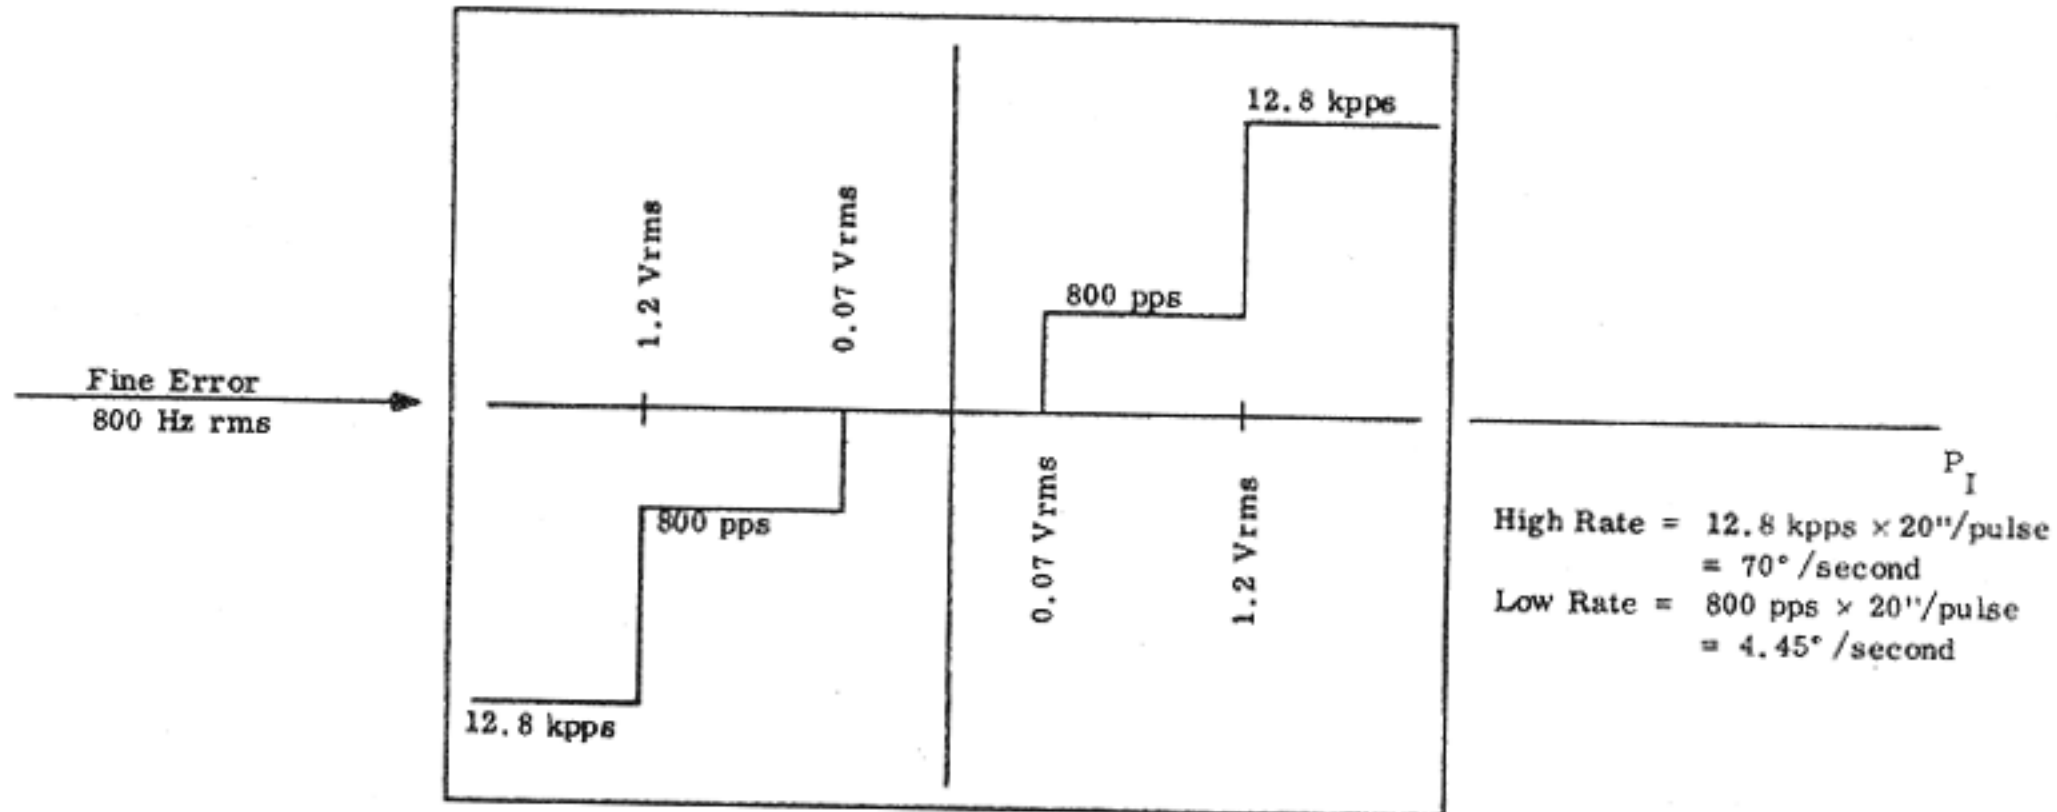 12.8 kpps
1.2 Vrms
0.07 Vrms
800 pps
Fine Error
800 Hz rms
800 pps
0.07 Vrms
1.2 Vrms
12.8 kpps
P_I
High Rate = 12.8 kpps × 20"/pulse
= 70°/second
Low Rate = 800 pps × 20"/pulse
= 4.45°/second